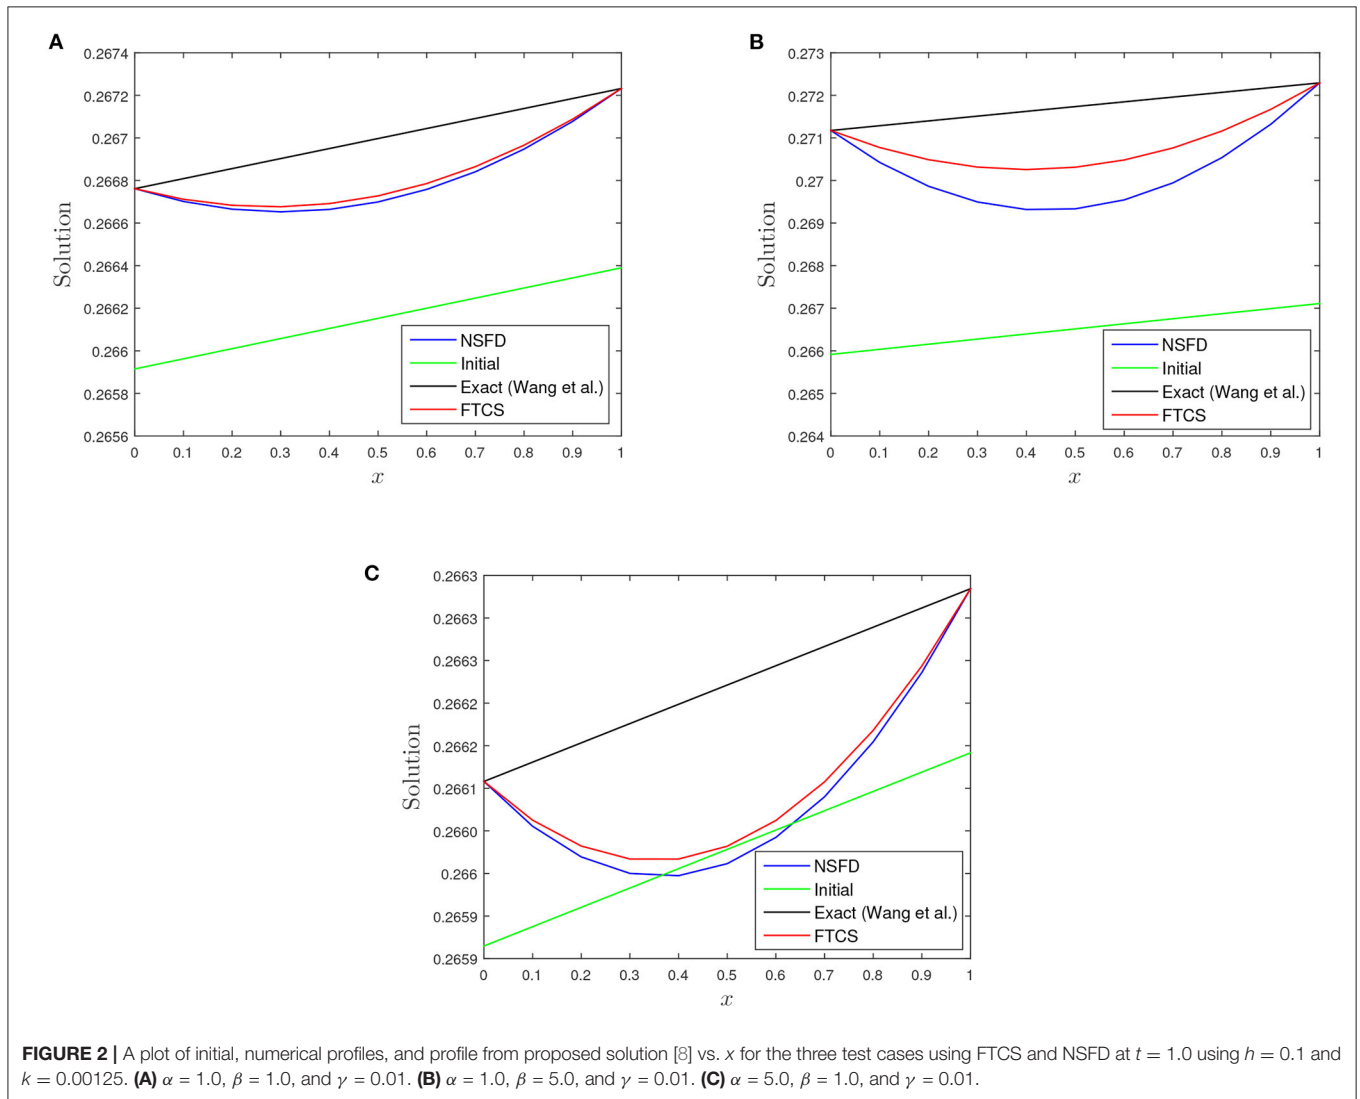 A
0.2674
0.2672
0.267
0.2668
0.2666
0.2664
0.2662
0.266
0.2658
0.2656
Solution
0 0.1 0.2 0.3 0.4 0.5 0.6 0.7 0.8 0.9 1
x
NSFD
Initial
Exact (Wang et al.)
FTCS
B
0.273
0.272
0.271
0.27
0.269
0.268
0.267
0.266
0.265
0.264
Solution
0 0.1 0.2 0.3 0.4 0.5 0.6 0.7 0.8 0.9 1
x
NSFD
Initial
Exact (Wang et al.)
FTCS
C
0.2663
0.2663
0.2663
0.2662
0.2662
0.2661
0.2660
0.266
0.2659
0.2659
Solution
0 0.1 0.2 0.3 0.4 0.5 0.6 0.7 0.8 0.9 1
x
NSFD
Initial
Exact (Wang et al.)
FTCS
FIGURE 2 | A plot of initial, numerical profiles, and profile from proposed solution [8] vs. x for the three test cases using FTCS and NSFD at t = 1.0 using h = 0.1 and
k = 0.00125. (A) α = 1.0, β = 1.0, and γ = 0.01. (B) α = 1.0, β = 5.0, and γ = 0.01. (C) α = 5.0, β = 1.0, and γ = 0.01.